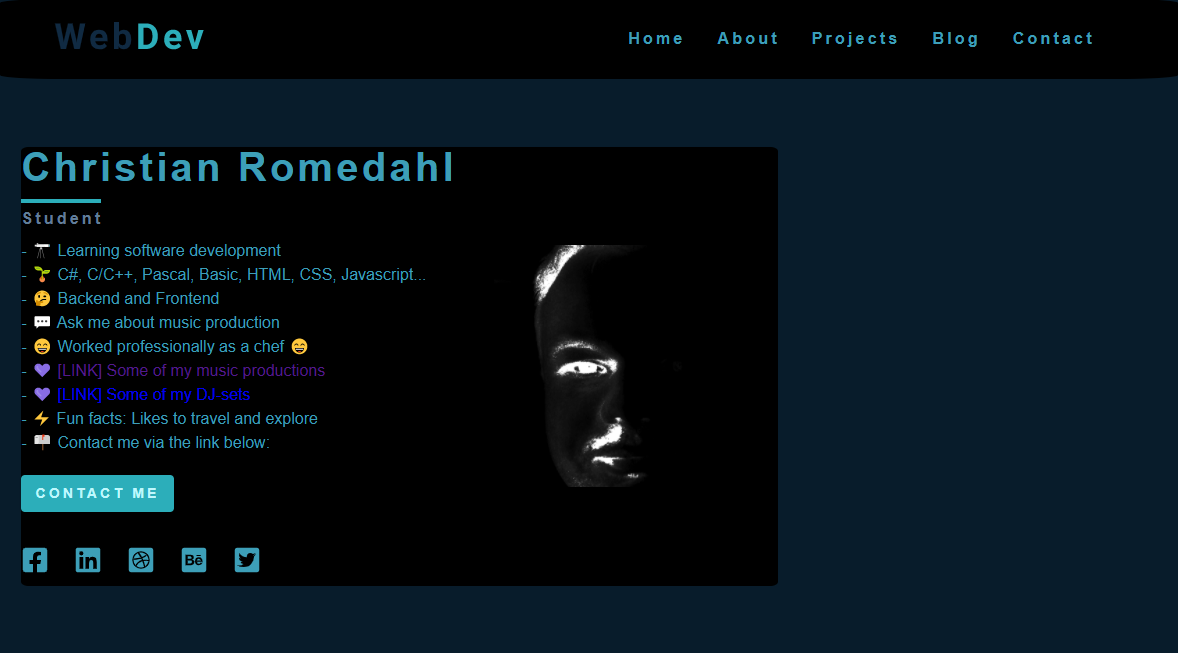 WebDev
Home About Projects Blog Contact
Christian Romedahl
Student
- 🔭 Learning software development
- 🌱 C#, C/C++, Pascal, Basic, HTML, CSS, Javascript...
- 🤔 Backend and Frontend
- 💬 Ask me about music production
- 😄 Worked professionally as a chef 😄
- 💜 [LINK] Some of my music productions
- 💜 [LINK] Some of my DJ-sets
- ⚡ Fun facts: Likes to travel and explore
- 📫 Contact me via the link below:
CONTACT ME
f in Bē